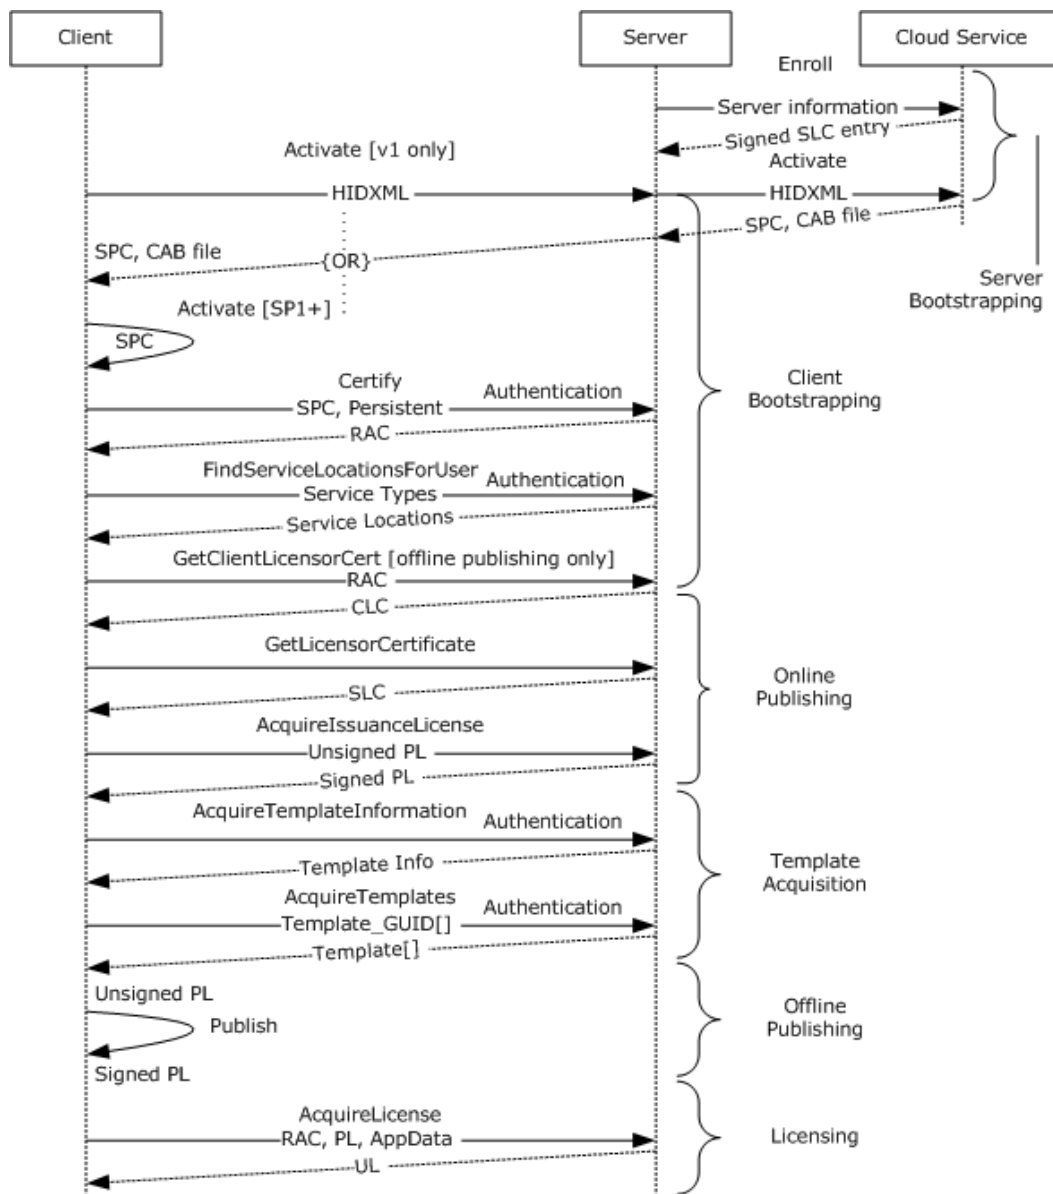 Client
Server
Cloud Service
Enroll
Server information
Signed SLC entry
Activate [v1 only]
Activate
HIDXML
HIDXML
SPC, CAB file
SPC, CAB file
{OR}
Server
Bootstrapping
Activate [SP1+]
SPC
Client
Bootstrapping
Certify
Authentication
SPC, Persistent
RAC
FindServiceLocationsForUser
Authentication
Service Types
Service Locations
GetClientLicensorCert [offline publishing only]
RAC
CLC
GetLicensorCertificate
Online
Publishing
SLC
AcquireIssuanceLicense
Unsigned PL
Signed PL
AcquireTemplateInformation
Authentication
Template Info
Template
Acquisition
AcquireTemplates
Authentication
Template_GUID[]
Template[]
Unsigned PL
Publish
Offline
Publishing
Signed PL
AcquireLicense
RAC, PL, AppData
Licensing
UL